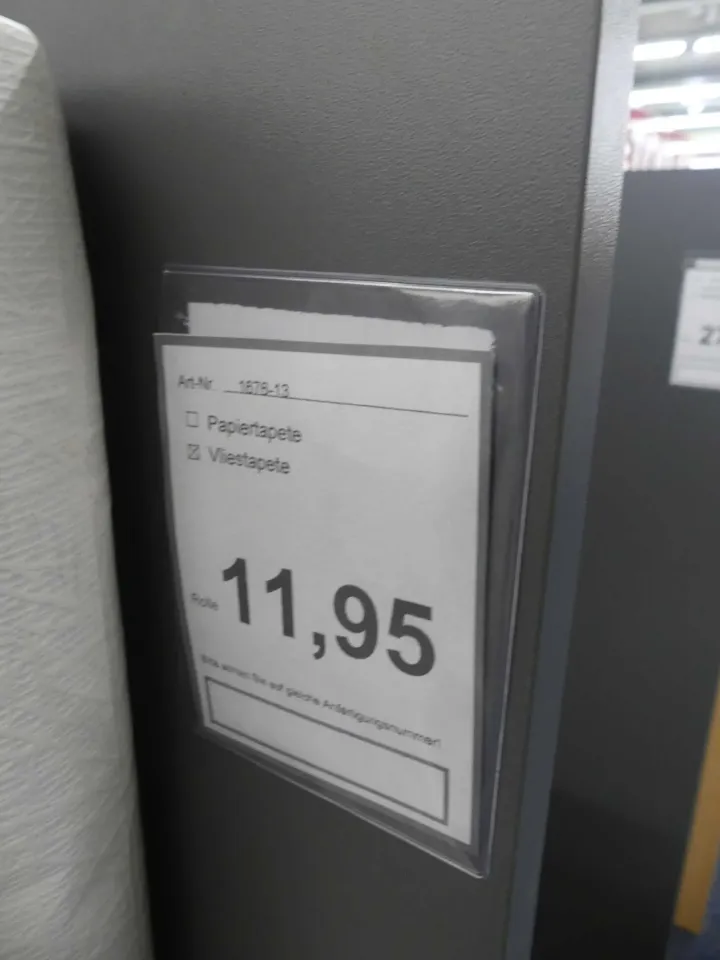 Art-Nr. 1676-13
☐ Papiertapete
☒ Vliestapete
Rolle 11,95
Bitte achten Sie auf gleiche Anfertigungsnummer!